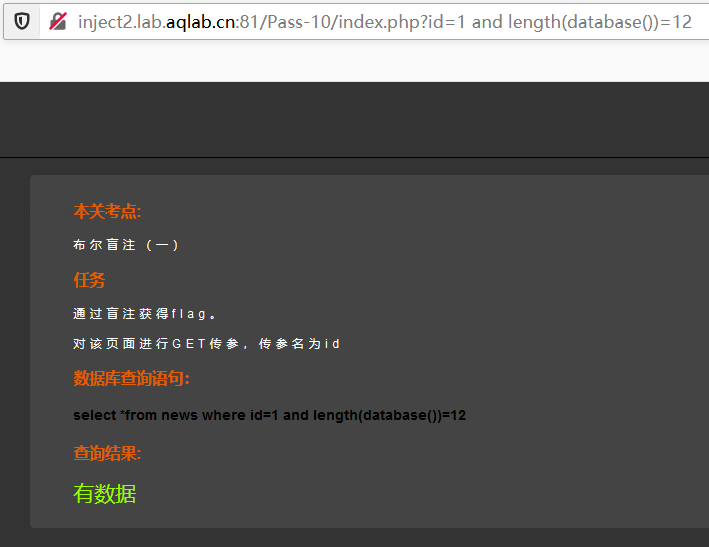 inject2.lab.aqlab.cn:81/Pass-10/index.php?id=1 and length(database())=12
本关考点:
布尔盲注（一）
任务
通过盲注获得flag。
对该页面进行GET传参，传参名为id
数据库查询语句:
select *from news where id=1 and length(database())=12
查询结果:
有数据